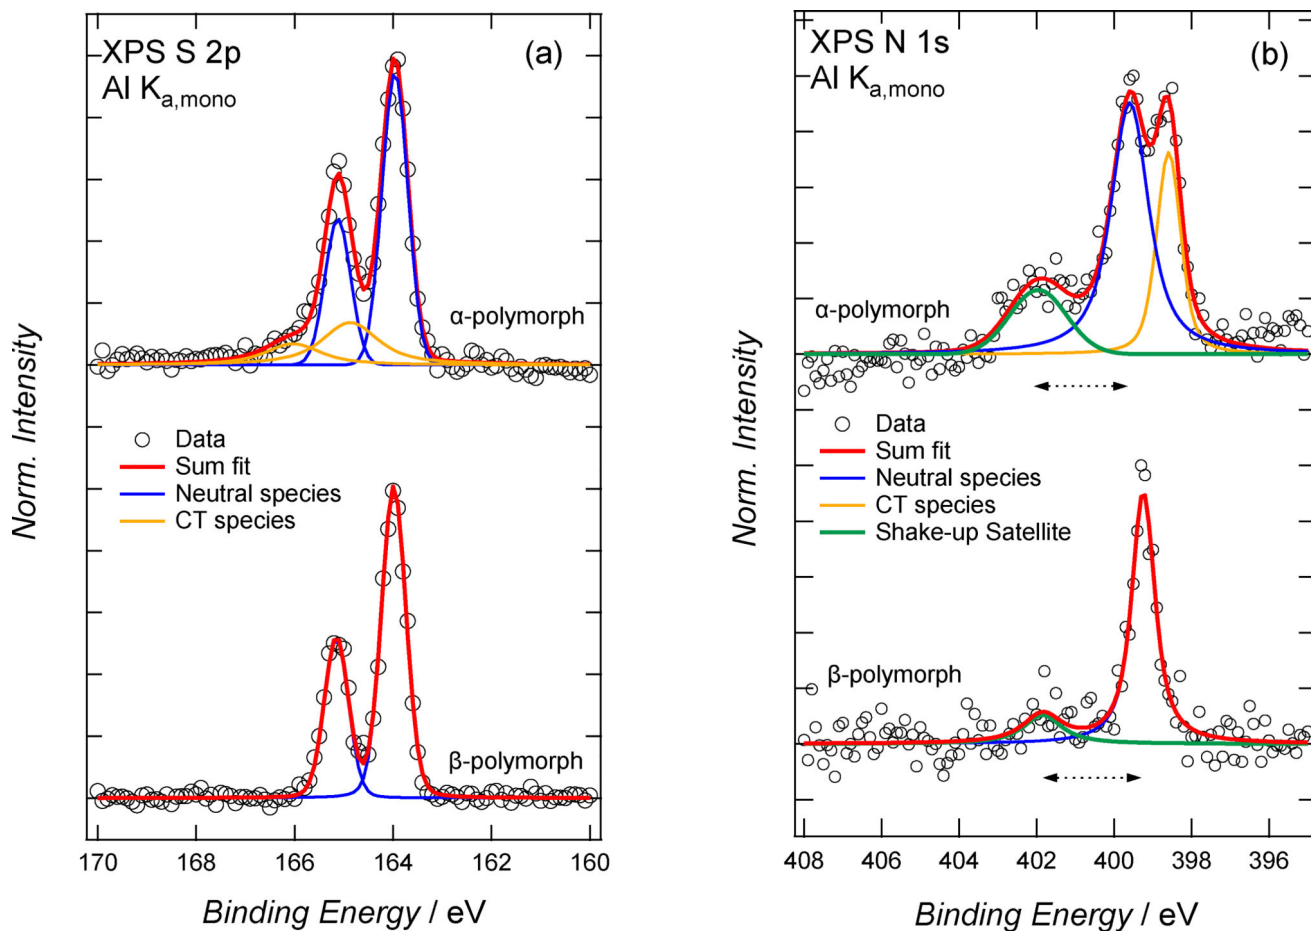 XPS S 2p
Al Ka,mono
(a)
α-polymorph
Norm. Intensity
Data
Sum fit
Neutral species
CT species
β-polymorph
170 168 166 164 162 160
Binding Energy / eV
XPS N 1s
Al Ka,mono
(b)
α-polymorph
Norm. Intensity
Data
Sum fit
Neutral species
CT species
Shake-up Satellite
β-polymorph
408 406 404 402 400 398 396
Binding Energy / eV